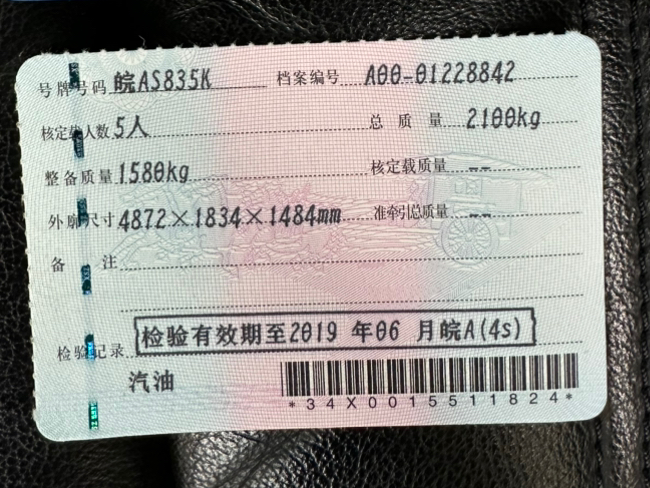 号牌号码 皖AS835K 档案编号 A00-01228842
核定载人数 5人 总质量 2100kg
整备质量 1580kg 核定载质量 --
外廓尺寸 4872×1834×1484mm 准牵引总质量 --
备注
检验记录 检验有效期至2019 年06 月皖A(4s)
汽油
*34X0015511824*